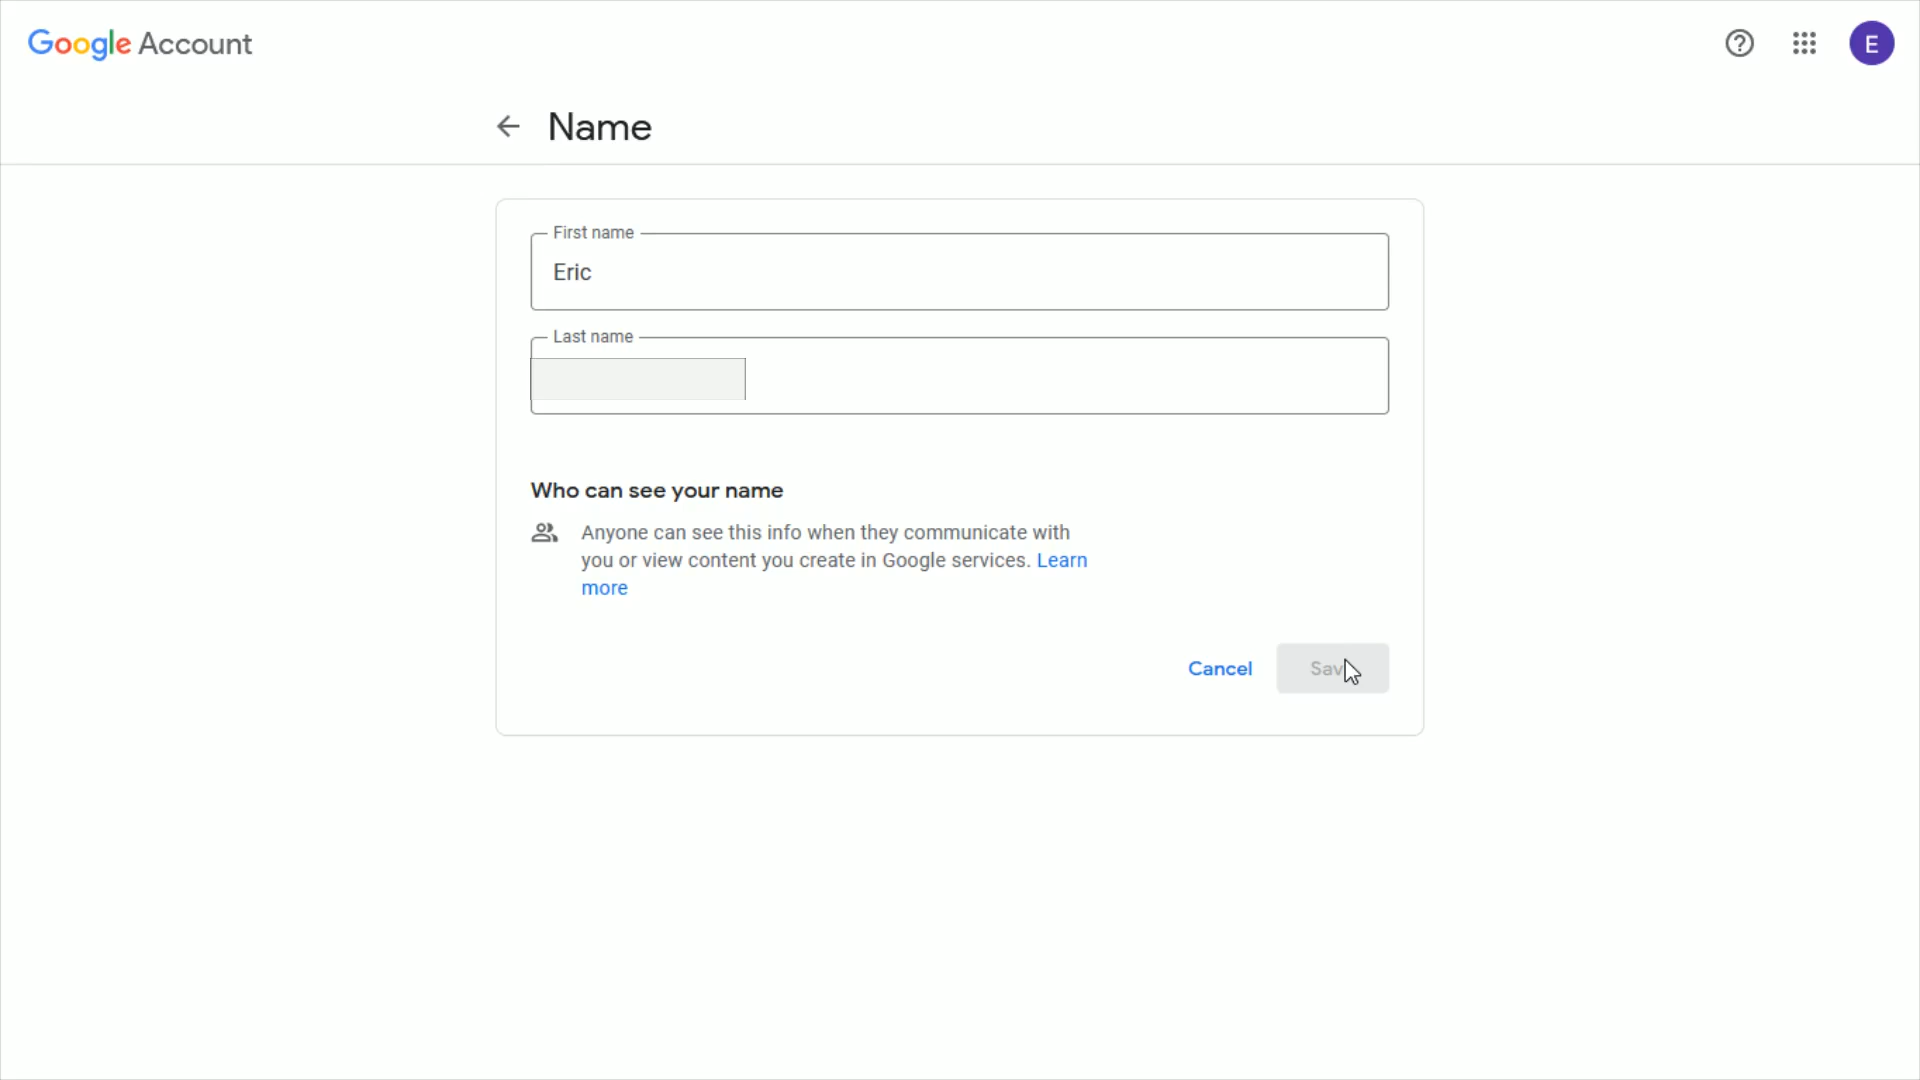 Google Account
E
Name
First name
Eric
Last name
Who can see your name
Anyone can see this info when they communicate with
you or view content you create in Google services. Learn
more
Cancel
Sav